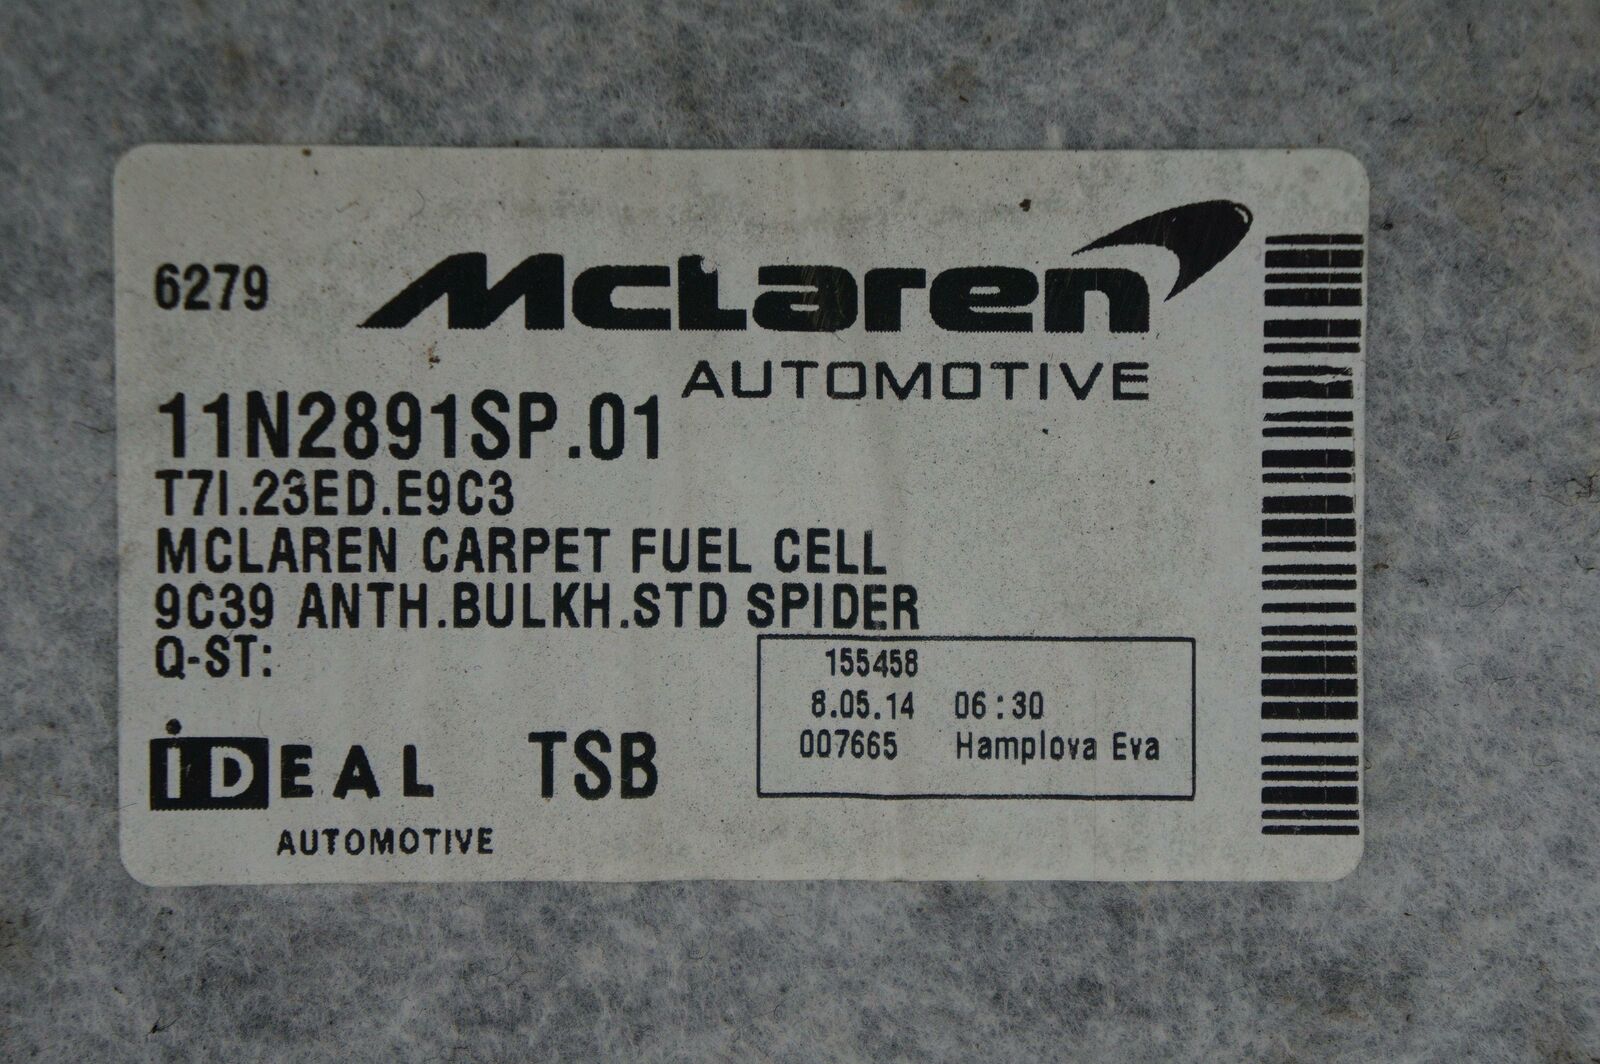 6279
McLaren
AUTOMOTIVE
11N2891SP.01
T7I.23ED.E9C3
MCLAREN CARPET FUEL CELL
9C39 ANTH.BULKH.STD SPIDER
Q-ST:
155458
8.05.14 06:30
007665 Hamplova Eva
iDEAL TSB
AUTOMOTIVE